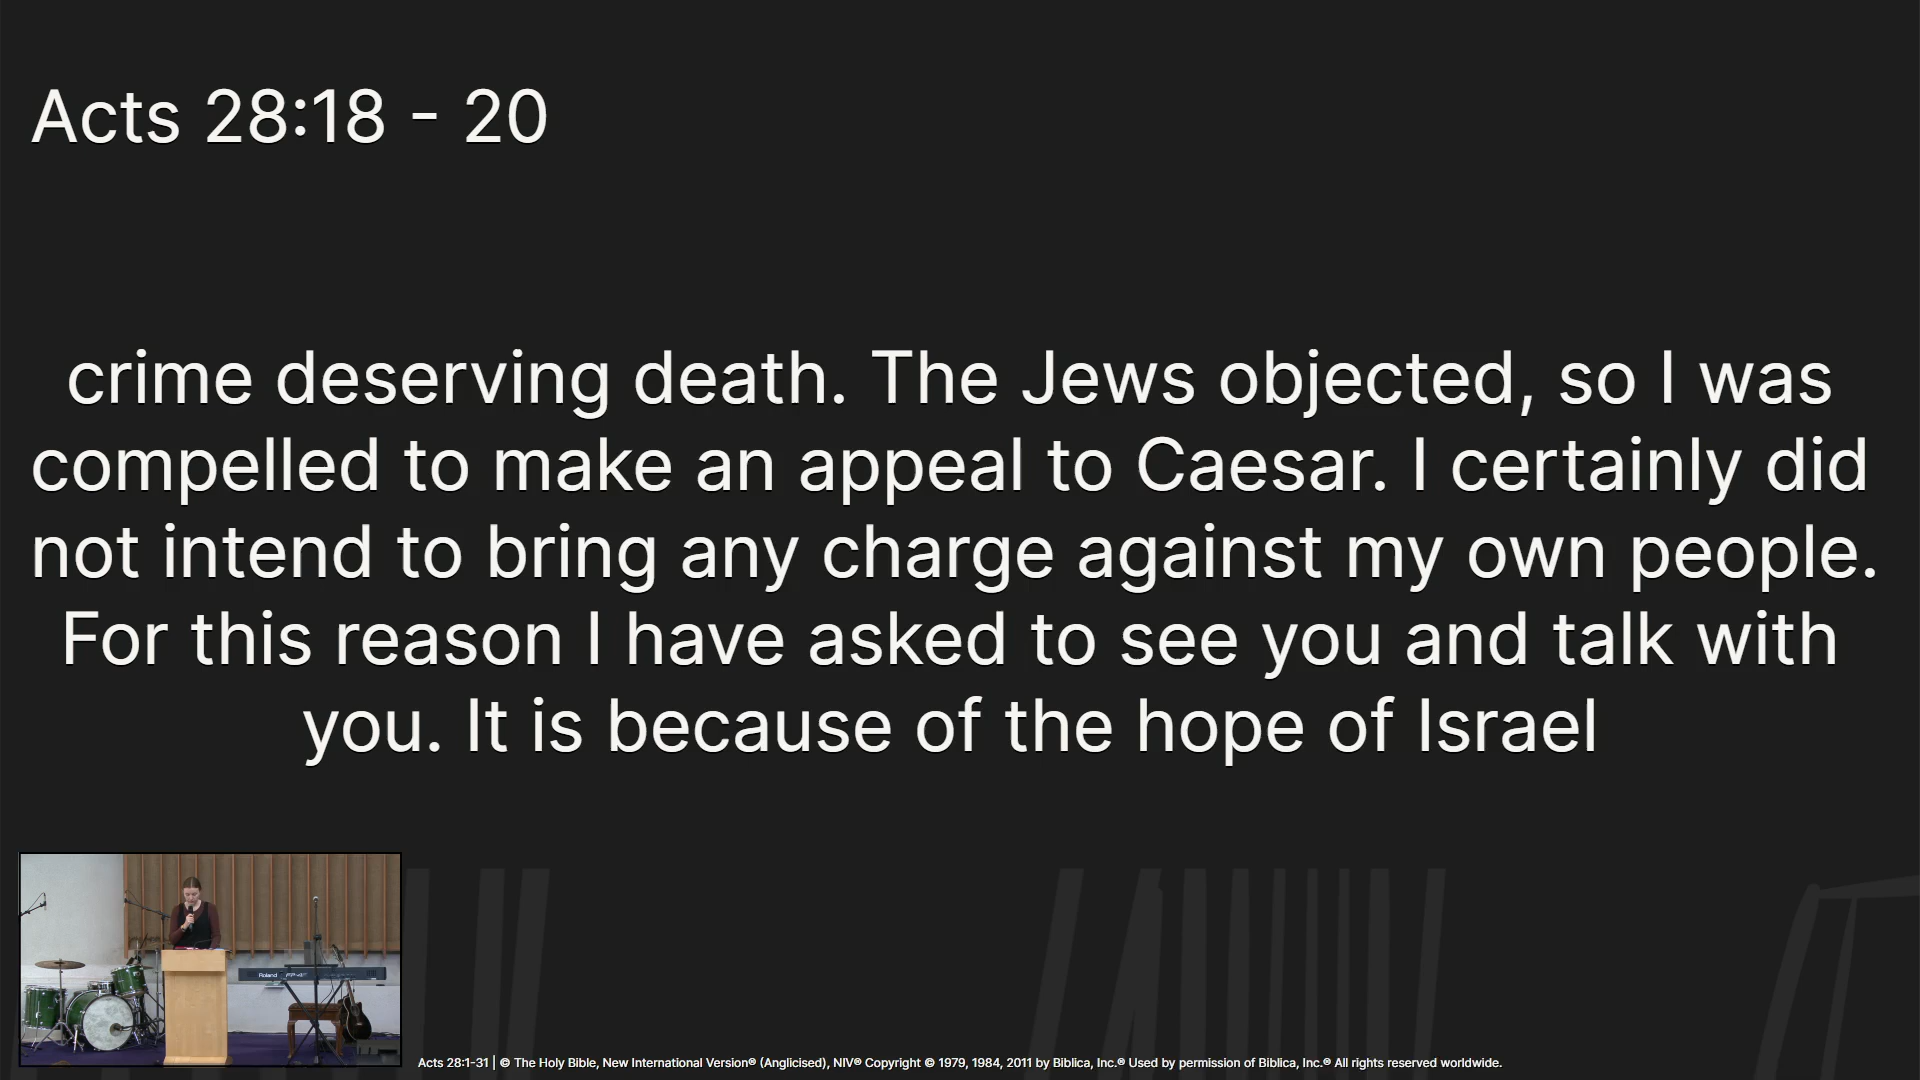 Acts 28:18 - 20
crime deserving death. The Jews objected, so I was
compelled to make an appeal to Caesar. I certainly did
not intend to bring any charge against my own people.
For this reason I have asked to see you and talk with
you. It is because of the hope of Israel
Roland FP-4F
Acts 28:1-31 | © The Holy Bible, New International Version® (Anglicised), NIV® Copyright © 1979, 1984, 2011 by Biblica, Inc.® Used by permission of Biblica, Inc.® All rights reserved worldwide.